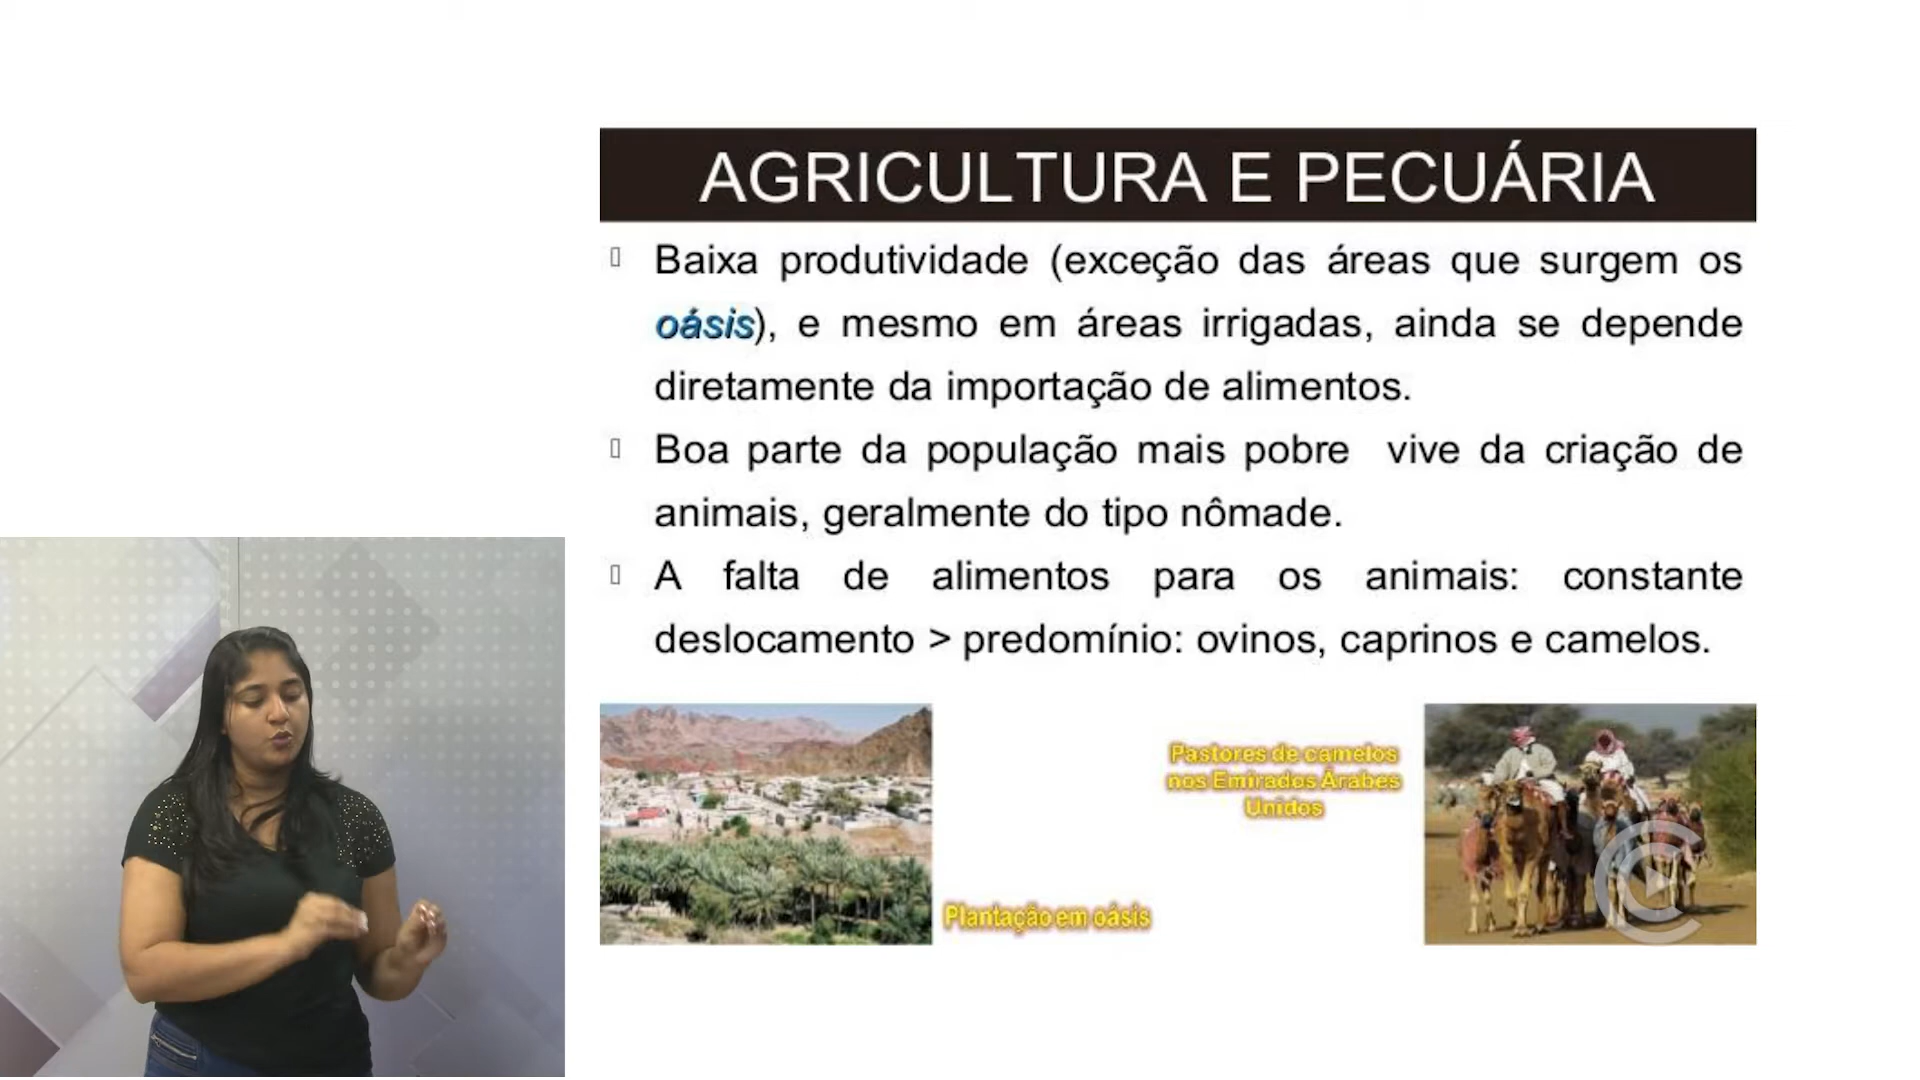 AGRICULTURA E PECUÁRIA
Baixa produtividade (exceção das áreas que surgem os
oásis), e mesmo em áreas irrigadas, ainda se depende
diretamente da importação de alimentos.
Boa parte da população mais pobre vive da criação de
animais, geralmente do tipo nômade.
A falta de alimentos para os animais: constante
deslocamento > predomínio: ovinos, caprinos e camelos.
Pastores de camelos
nos Emirados Árabes
Unidos
Plantação em oásis